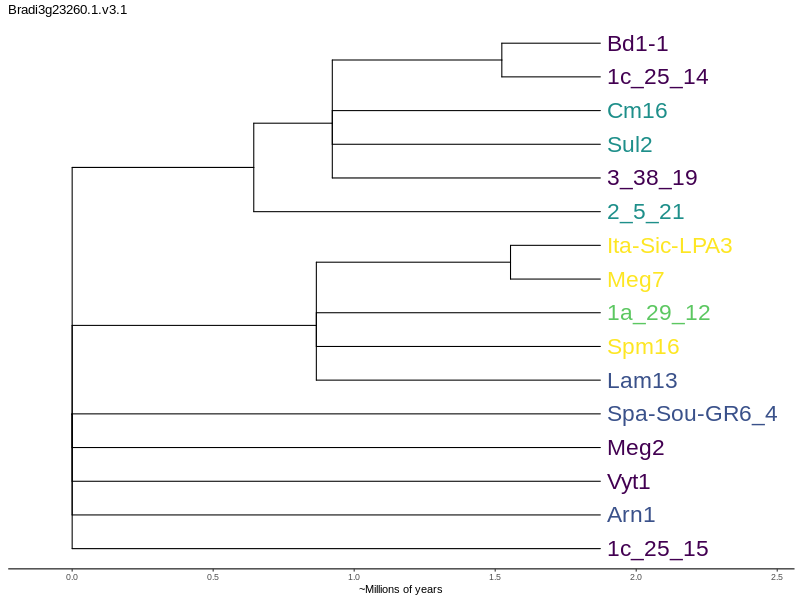 Bradi3g23260.1.v3.1
Bd1-1
1c_25_14
Cm16
Sul2
3_38_19
2_5_21
Ita-Sic-LPA3
Meg7
1a_29_12
Spm16
Lam13
Spa-Sou-GR6_4
Meg2
Vyt1
Arn1
1c_25_15
0.0 0.5 1.0 1.5 2.0 2.5
~Millions of years